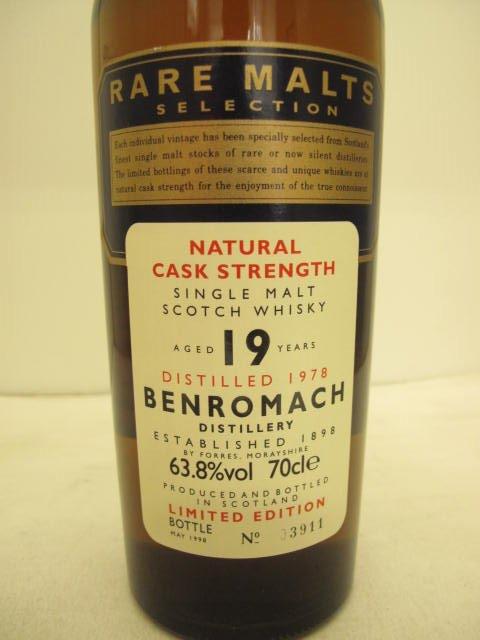 RARE MALTS
SELECTION
Each individual vintage has been specially selected from Scotland's
finest single malt stocks of rare or now silent distilleries
The limited bottlings of these scarce and unique whiskies are at
natural cask strength for the enjoyment of the true connoisseur
NATURAL
CASK STRENGTH
SINGLE MALT
SCOTCH WHISKY
AGED 19 YEARS
DISTILLED 1978
BENROMACH
DISTILLERY
ESTABLISHED 1898
BY FORRES, MORAYSHIRE
63.8%vol 70cle
PRODUCED AND BOTTLED
IN SCOTLAND
LIMITED EDITION
BOTTLE
MAY 1998 Nº 03911